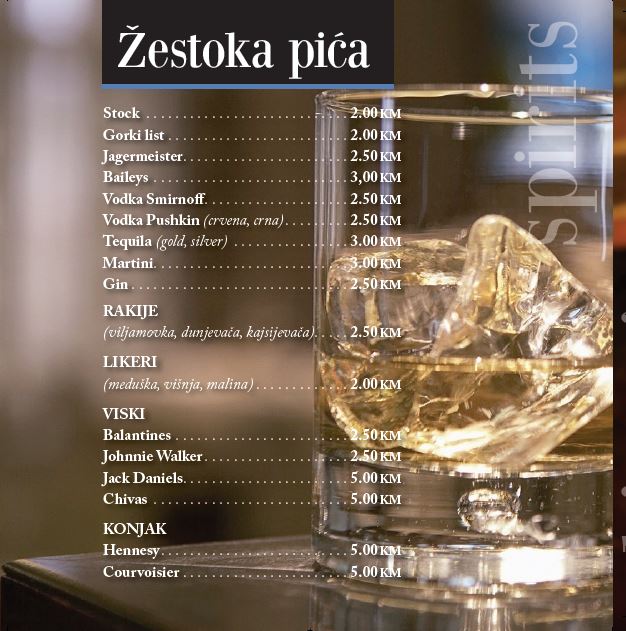 Žestoka pića
spirits
Stock . . . . . . . . . . . . . . . . . . . . . . . . 2.00 KM
Gorki list . . . . . . . . . . . . . . . . . . . . . 2.00 KM
Jagermeister. . . . . . . . . . . . . . . . . . . 2.50 KM
Baileys . . . . . . . . . . . . . . . . . . . . . . . 3,00 KM
Vodka Smirnoff. . . . . . . . . . . . . . . . 2.50 KM
Vodka Pushkin (crvena, crna). . . . . . . 2.50 KM
Tequila (gold, silver) . . . . . . . . . . . . . 3.00 KM
Martini. . . . . . . . . . . . . . . . . . . . . . . 3.00 KM
Gin . . . . . . . . . . . . . . . . . . . . . . . . . . 2.50 KM
RAKIJE
(viljamovka, dunjevača, kajsijevača). . . . 2.50 KM
LIKERI
(meduška, višnja, malina) . . . . . . . . . . . 2.00 KM
VISKI
Balantines . . . . . . . . . . . . . . . . . . . . 2.50 KM
Johnnie Walker . . . . . . . . . . . . . . . . 2.50 KM
Jack Daniels. . . . . . . . . . . . . . . . . . . 5.00 KM
Chivas . . . . . . . . . . . . . . . . . . . . . . . 5.00 KM
KONJAK
Hennesy. . . . . . . . . . . . . . . . . . . . . . 5.00 KM
Courvoisier . . . . . . . . . . . . . . . . . . . 5.00 KM